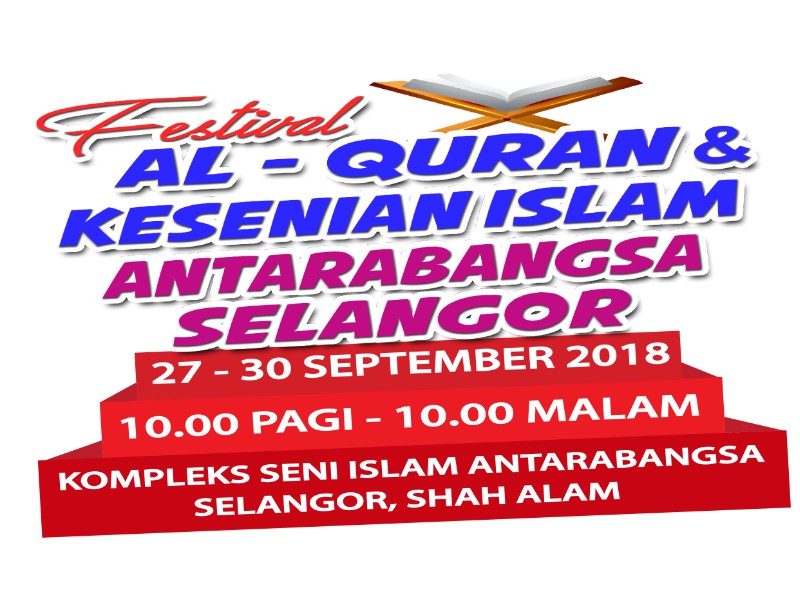 Festival
AL - QURAN &
KESENIAN ISLAM
ANTARABANGSA
SELANGOR
27 - 30 SEPTEMBER 2018
10.00 PAGI - 10.00 MALAM
KOMPLEKS SENI ISLAM ANTARABANGSA
SELANGOR, SHAH ALAM